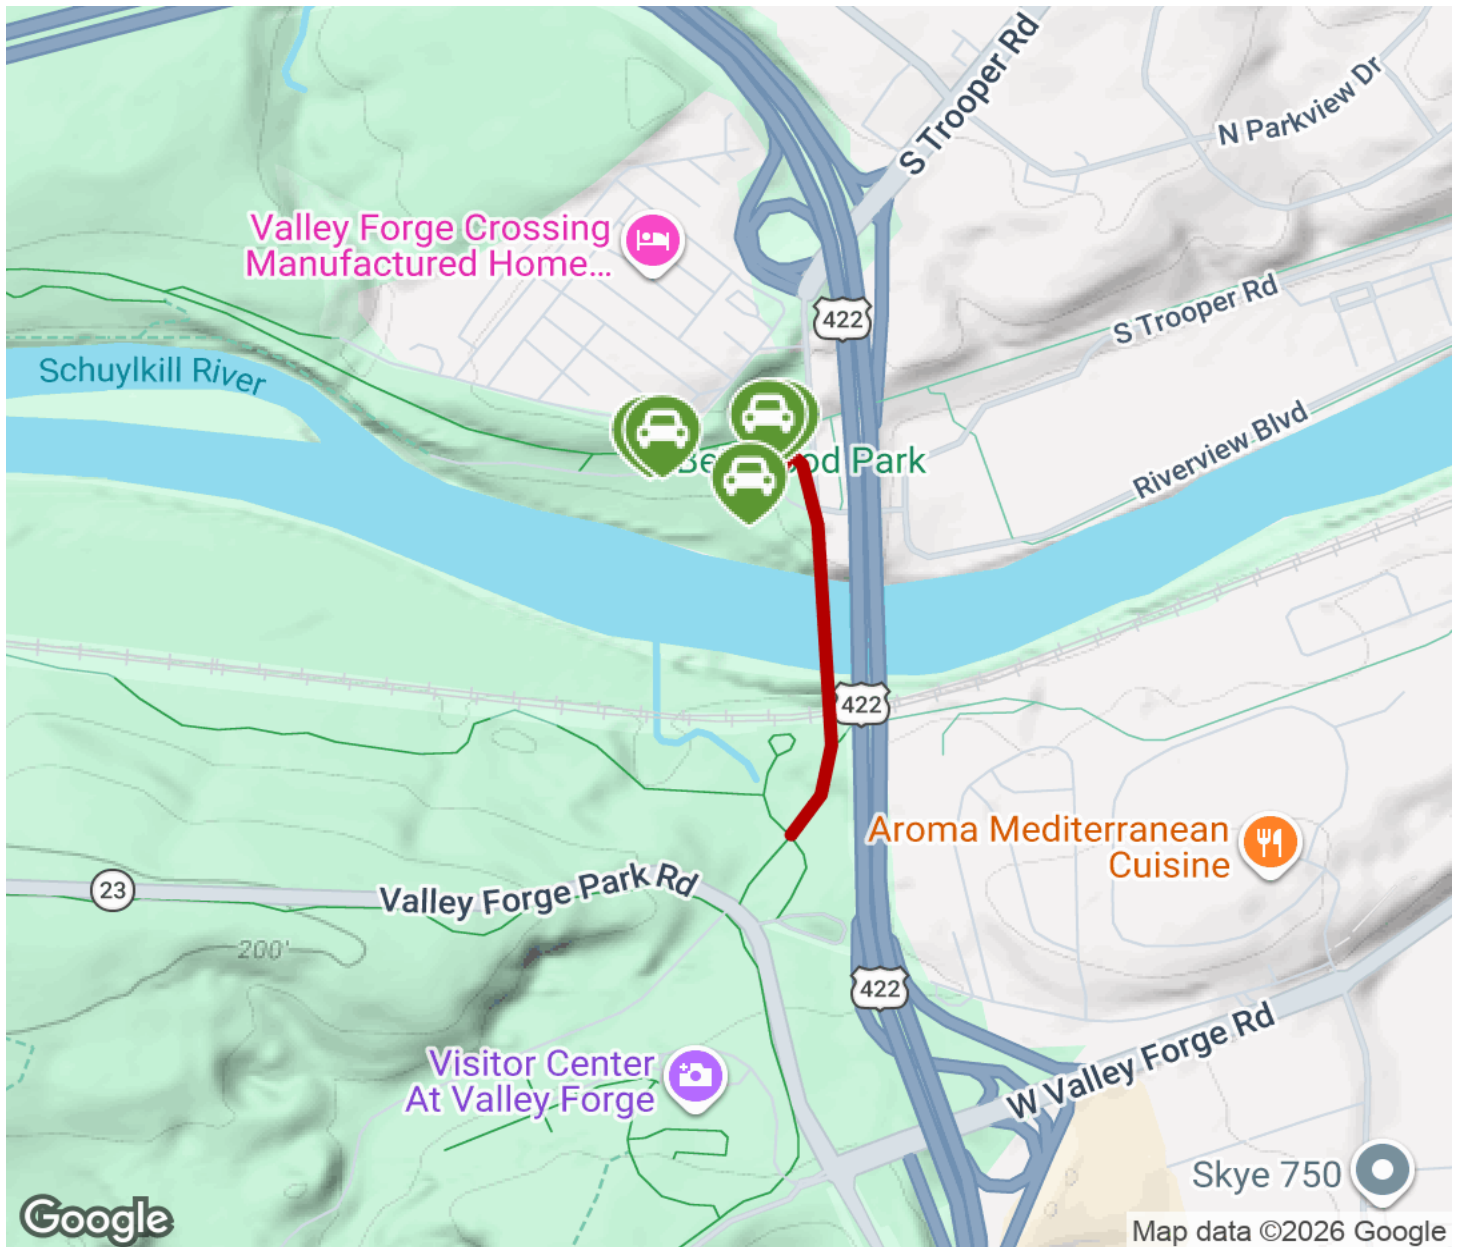 S Trooper Rd
N Parkview Dr
Valley Forge Crossing
Manufactured Home...
422
S Trooper Rd
Schuylkill River
Riverview Blvd
Park
422
Aroma Mediterranean
Cuisine
23
Valley Forge Park Rd
200'
422
W Valley Forge Rd
Visitor Center
At Valley Forge
Skye 750
Google
Map data ©2026 Google